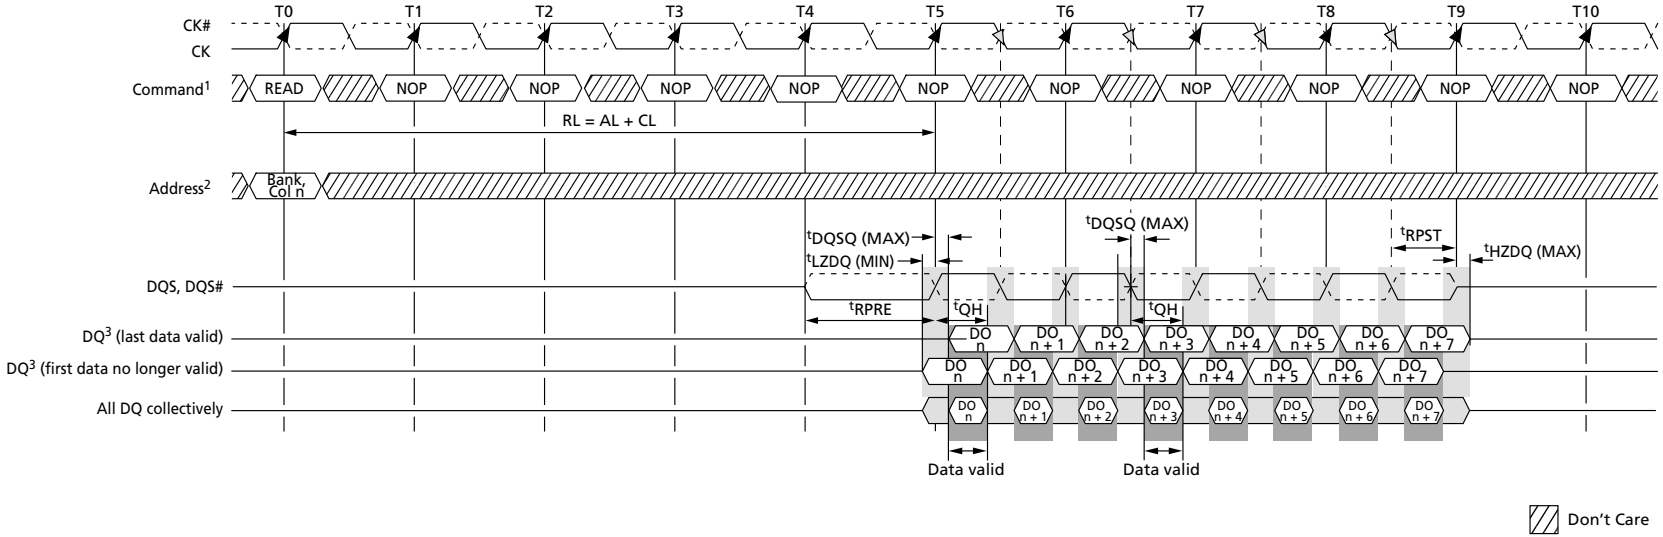 T0 T1 T2 T3 T4 T5 T6 T7 T8 T9 T10
CK#
CK
Command1 READ NOP NOP NOP NOP NOP NOP NOP NOP NOP NOP
RL = AL + CL
Address2 Bank,
Col n
tDQSQ (MAX) tDQSQ (MAX) tRPST
tLZDQ (MIN) tHZDQ (MAX)
DQS, DQS#
tRPRE tQH tQH
DQ3 (last data valid) DO DO DO DO DO DO DO DO
n n + 1 n + 2 n + 3 n + 4 n + 5 n + 6 n + 7
DQ3 (first data no longer valid) DO DO DO DO DO DO DO DO
n n + 1 n + 2 n + 3 n + 4 n + 5 n + 6 n + 7
All DQ collectively DO DO DO DO DO DO DO DO
n n + 1 n + 2 n + 3 n + 4 n + 5 n + 6 n + 7
Data valid Data valid
Don't Care